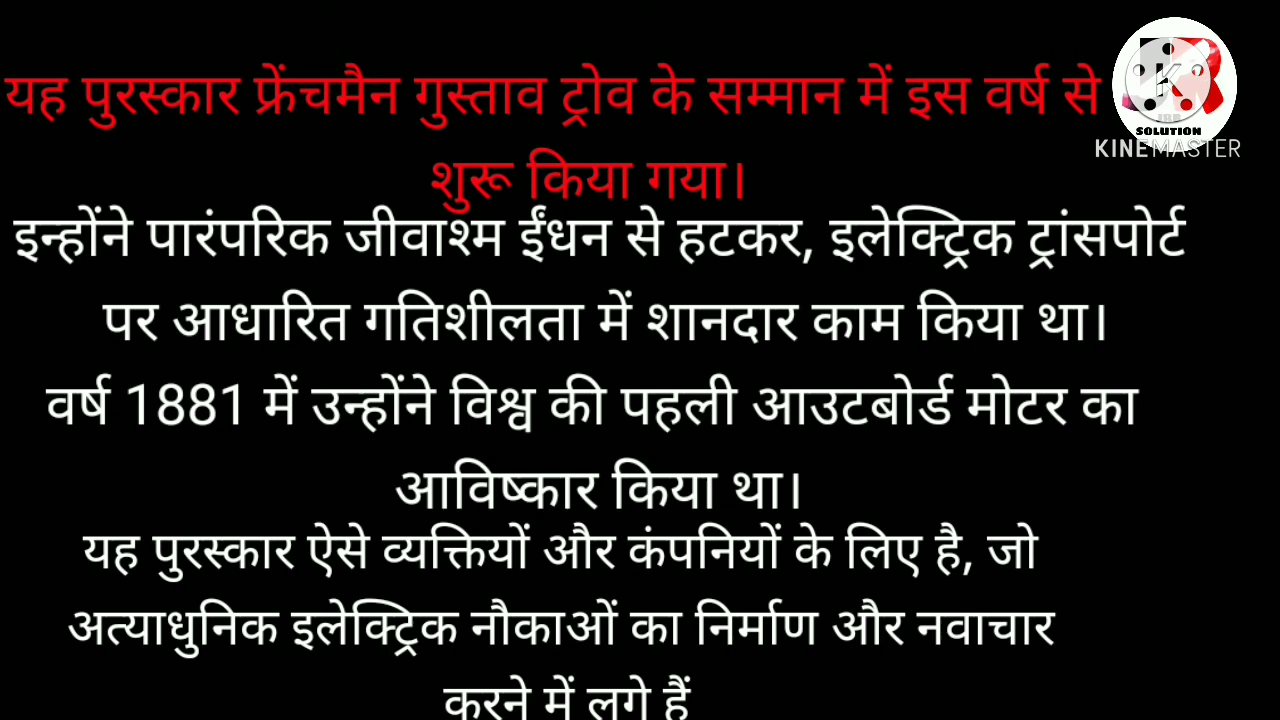 यह पुरस्कार फ्रेंचमैन गुस्ताव ट्रोव के सम्मान में इस वर्ष से
शुरू किया गया।
इन्होंने पारंपरिक जीवाश्म ईंधन से हटकर, इलेक्ट्रिक ट्रांसपोर्ट
पर आधारित गतिशीलता में शानदार काम किया था।
वर्ष 1881 में उन्होंने विश्व की पहली आउटबोर्ड मोटर का
आविष्कार किया था।
यह पुरस्कार ऐसे व्यक्तियों और कंपनियों के लिए है, जो
अत्याधुनिक इलेक्ट्रिक नौकाओं का निर्माण और नवाचार
करने में लगे हैं
K
JRR
SOLUTION
KINEMASTER